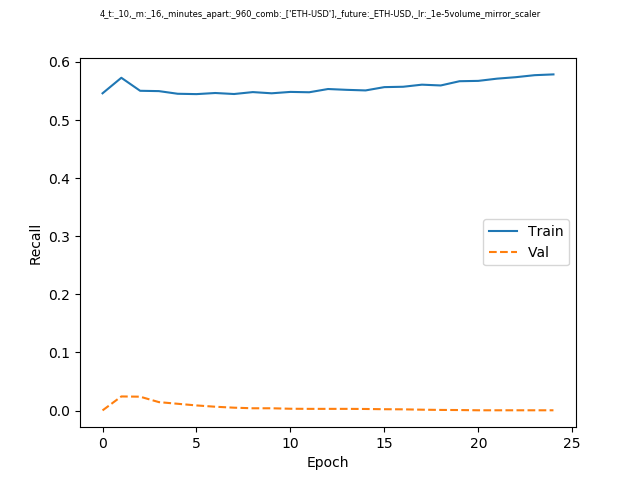 4_t:_10,_m:_16,_minutes_apart:_960_comb:_['ETH-USD'],_future:_ETH-USD,_lr:_1e-5volume_mirror_scaler
0.6
0.5
0.4
0.3
0.2
0.1
0.0
Recall
Train
Val
0 5 10 15 20 25
Epoch